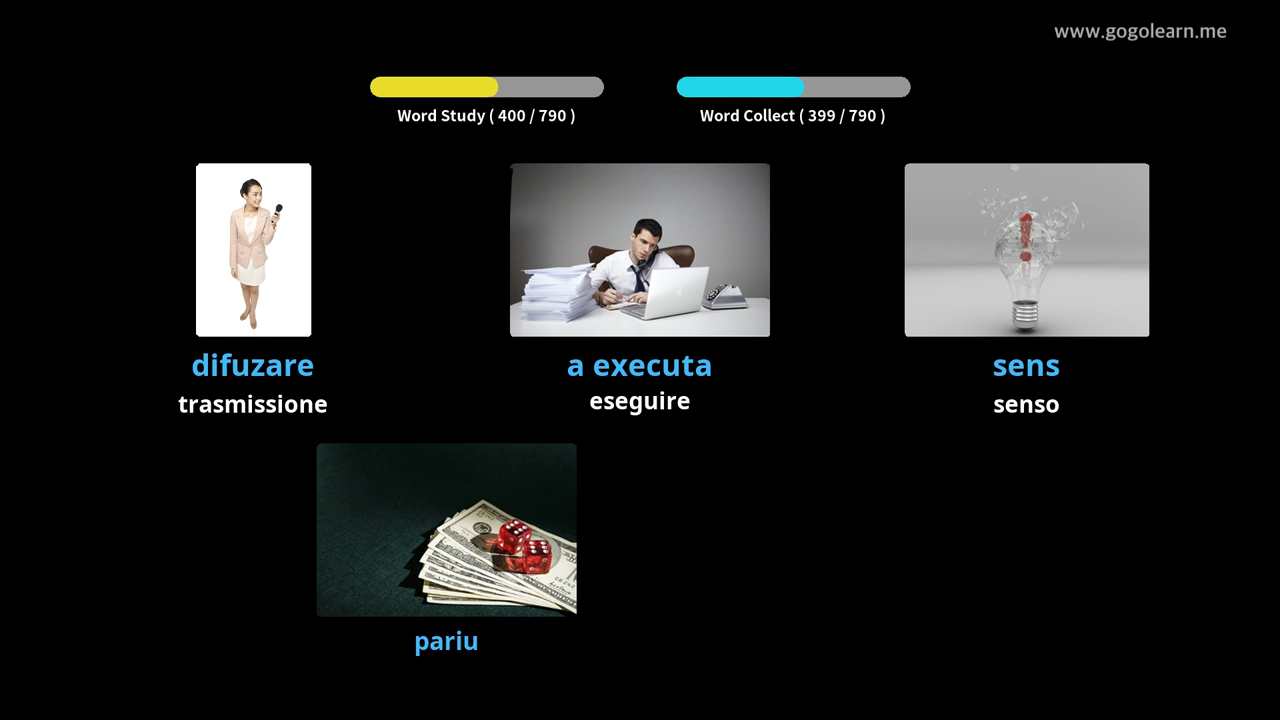 www.gogolearn.me
Word Study ( 400 / 790 )
Word Collect ( 399 / 790 )
difuzare
trasmissione
a executa
eseguire
sens
senso
pariu